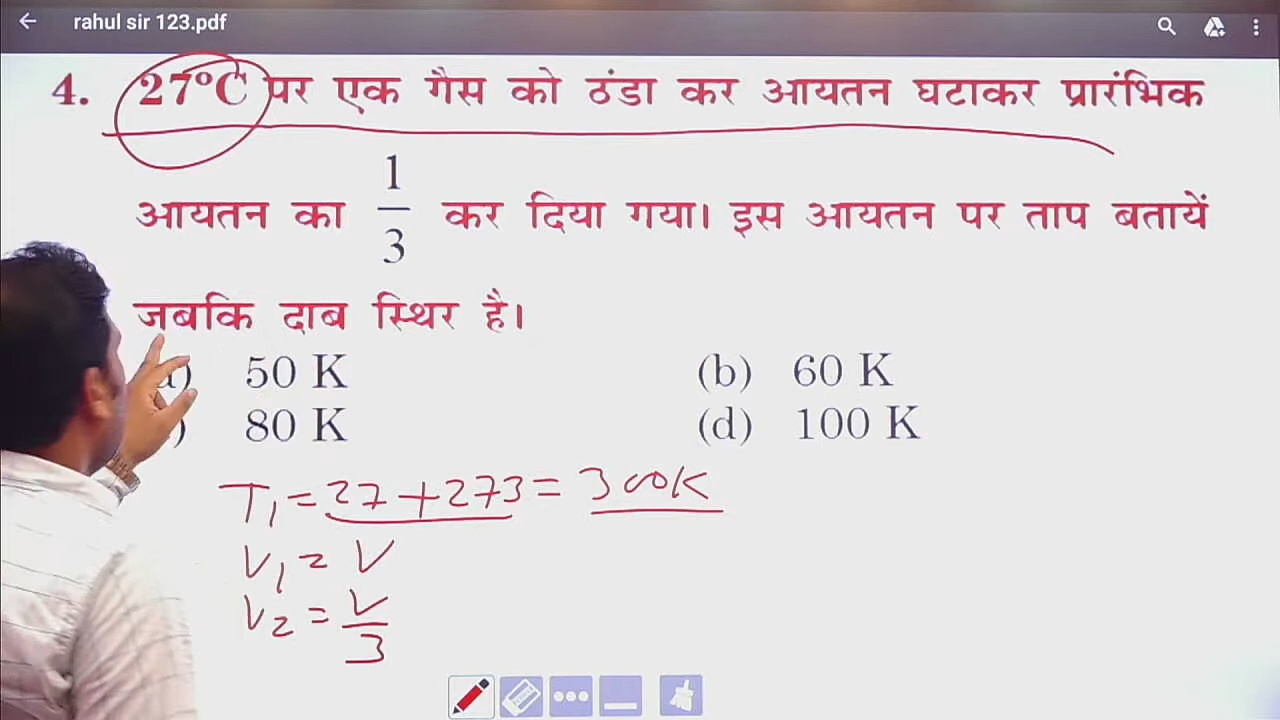 rahul sir 123.pdf
4. 27°C पर एक गैस को ठंडा कर आयतन घटाकर प्रारंभिक
आयतन का 1/3 कर दिया गया। इस आयतन पर ताप बतायें
जबकि दाब स्थिर है।
) 50 K (b) 60 K
) 80 K (d) 100 K
T₁ = 27 + 273 = 300K
V₁ = V
V₂ = V/3